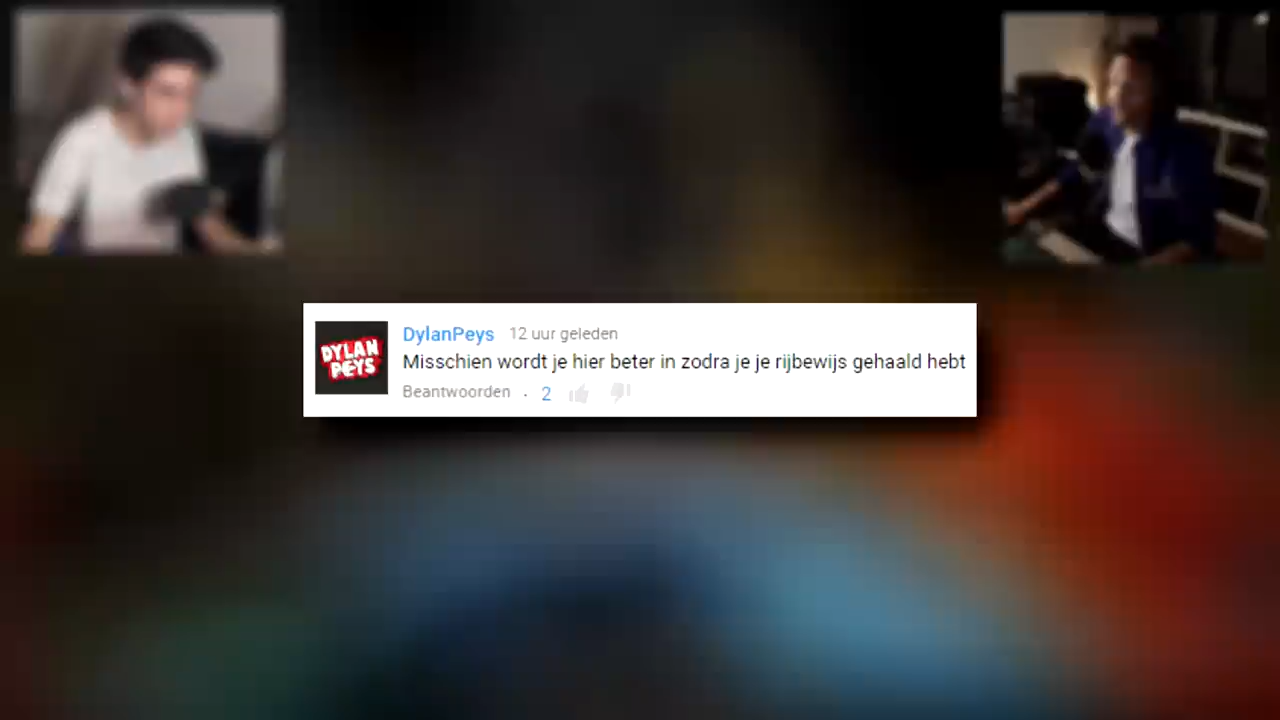 DYLAN
PEYS
DylanPeys 12 uur geleden
Misschien wordt je hier beter in zodra je je rijbewijs gehaald hebt
Beantwoorden · 2